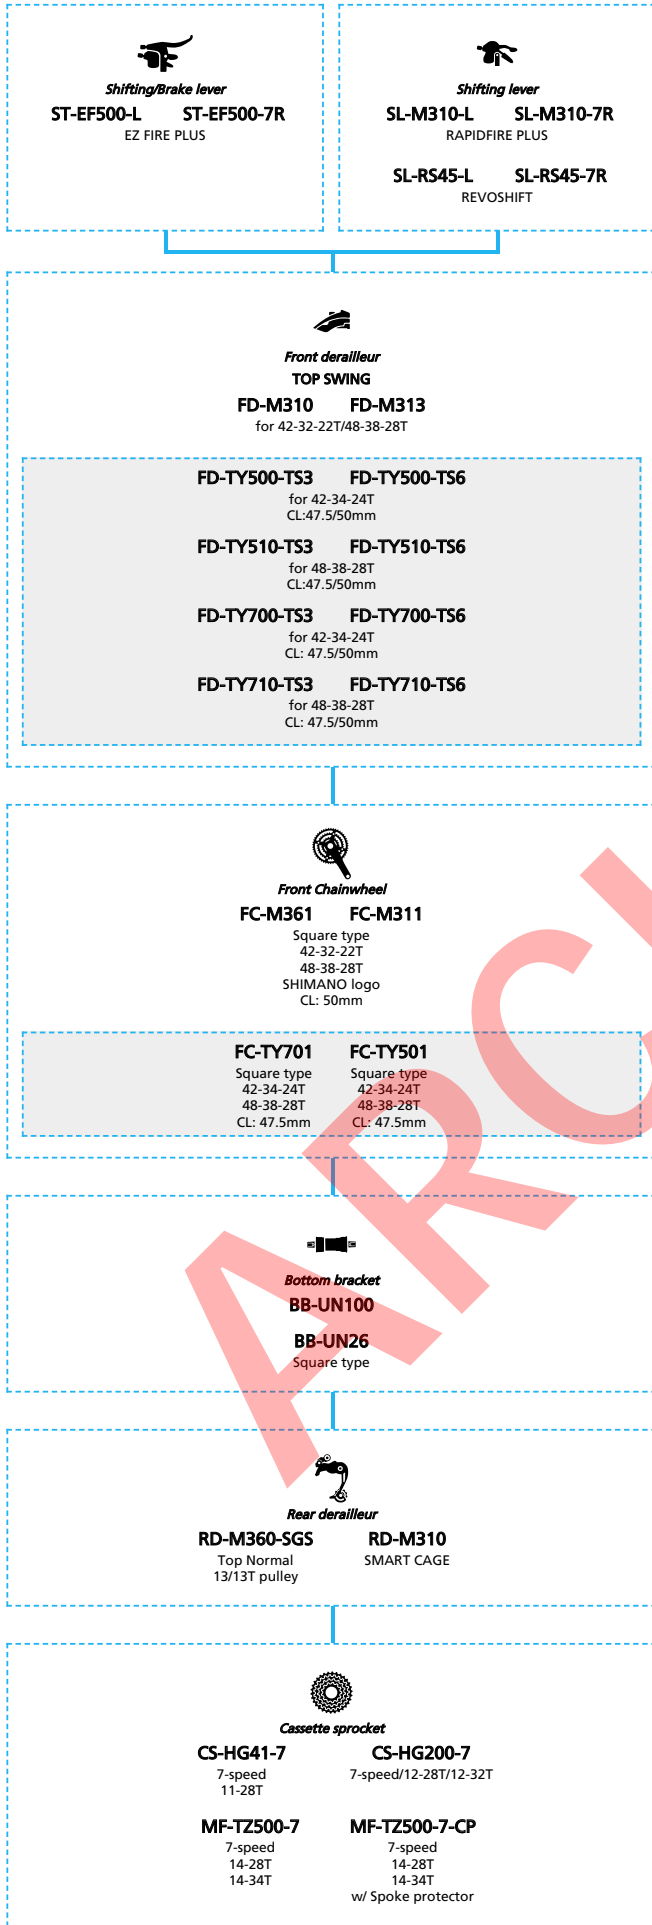 Shifting/Brake lever
ST-EF500-L ST-EF500-7R
EZ FIRE PLUS
Shifting lever
SL-M310-L SL-M310-7R
RAPIDFIRE PLUS
SL-RS45-L SL-RS45-7R
REVOSHIFT
Front derailleur
TOP SWING
FD-M310 FD-M313
for 42-32-22T/48-38-28T
FD-TY500-TS3 FD-TY500-TS6
for 42-34-24T
CL:47.5/50mm
FD-TY510-TS3 FD-TY510-TS6
for 48-38-28T
CL:47.5/50mm
FD-TY700-TS3 FD-TY700-TS6
for 42-34-24T
CL: 47.5/50mm
FD-TY710-TS3 FD-TY710-TS6
for 48-38-28T
CL: 47.5/50mm
Front Chainwheel
FC-M361 FC-M311
Square type
42-32-22T
48-38-28T
SHIMANO logo
CL: 50mm
FC-TY701 FC-TY501
Square type Square type
42-34-24T 42-34-24T
48-38-28T 48-38-28T
CL: 47.5mm CL: 47.5mm
Bottom bracket
BB-UN100
BB-UN26
Square type
Rear derailleur
RD-M360-SGS RD-M310
Top Normal SMART CAGE
13/13T pulley
Cassette sprocket
CS-HG41-7 CS-HG200-7
7-speed 7-speed/12-28T/12-32T
11-28T
MF-TZ500-7 MF-TZ500-7-CP
7-speed 7-speed
14-28T 14-28T
14-34T 14-34T
w/ Spoke protector